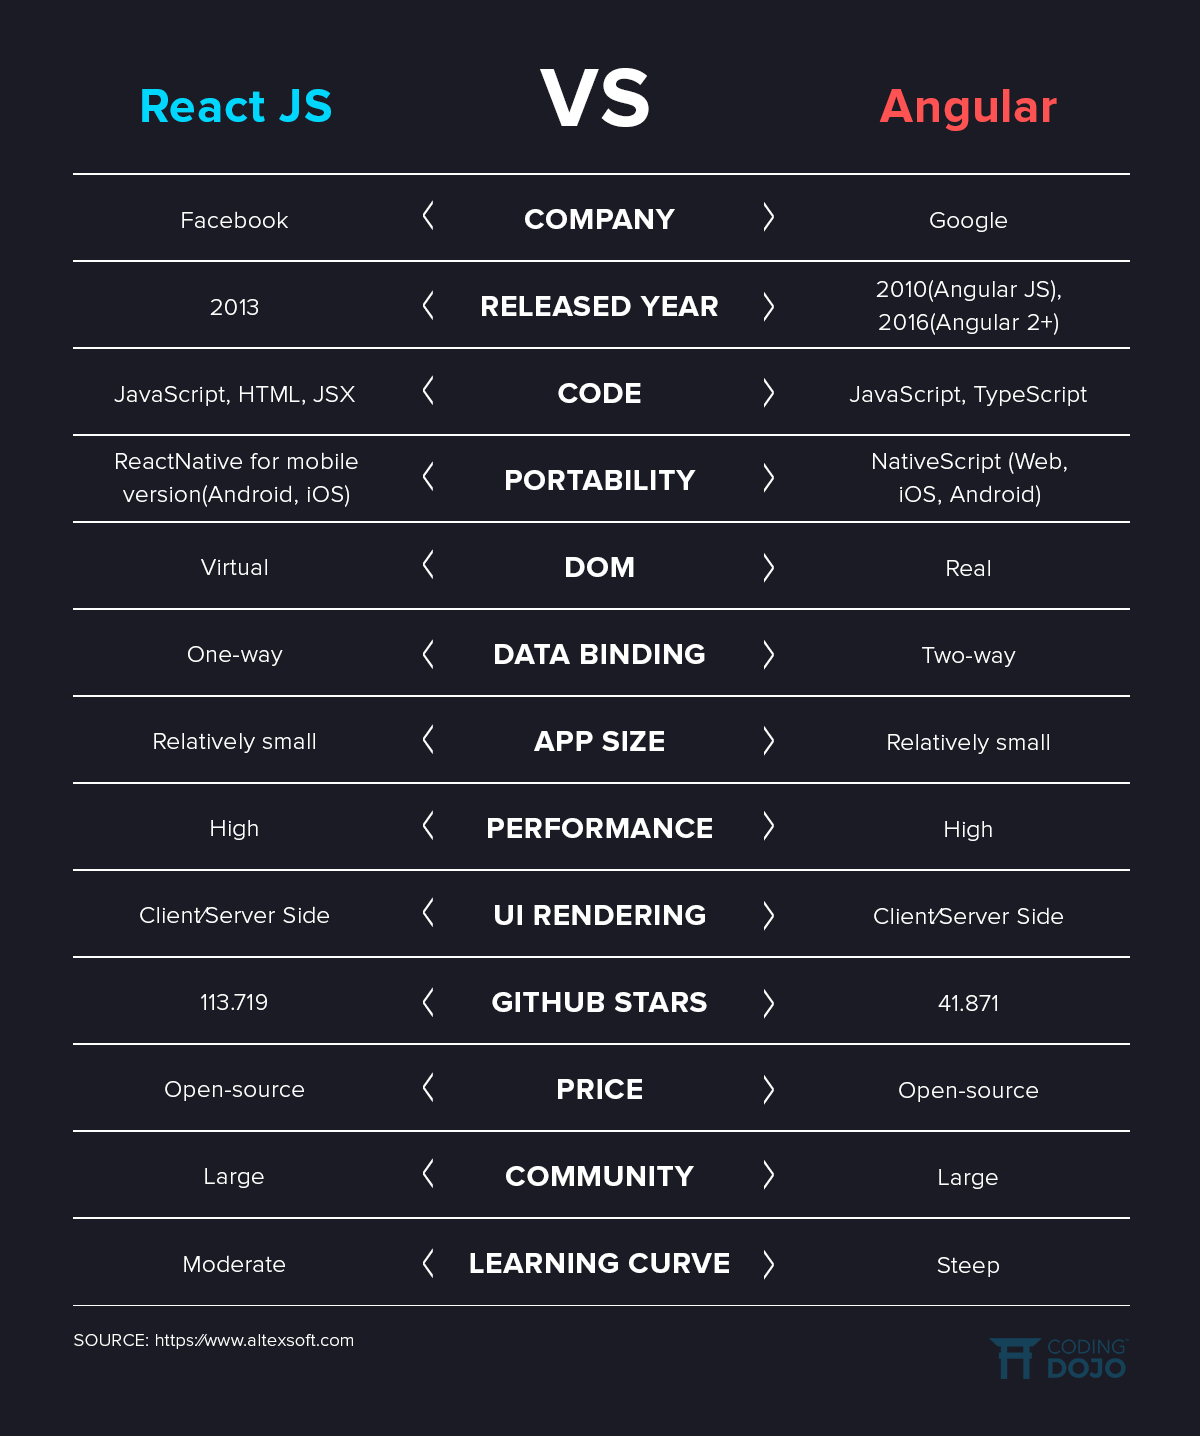 React JS VS Angular
Facebook COMPANY Google
2013 RELEASED YEAR 2010(Angular JS),
2016(Angular 2+)
JavaScript, HTML, JSX CODE JavaScript, TypeScript
ReactNative for mobile
version(Android, iOS)
PORTABILITY
NativeScript (Web,
iOS, Android)
Virtual DOM Real
One-way DATA BINDING Two-way
Relatively small APP SIZE Relatively small
High PERFORMANCE High
Client/Server Side UI RENDERING Client/Server Side
113.719 GITHUB STARS 41.871
Open-source PRICE Open-source
Large COMMUNITY Large
Moderate LEARNING CURVE Steep
SOURCE: https://www.altexsoft.com
CODING
DOJO